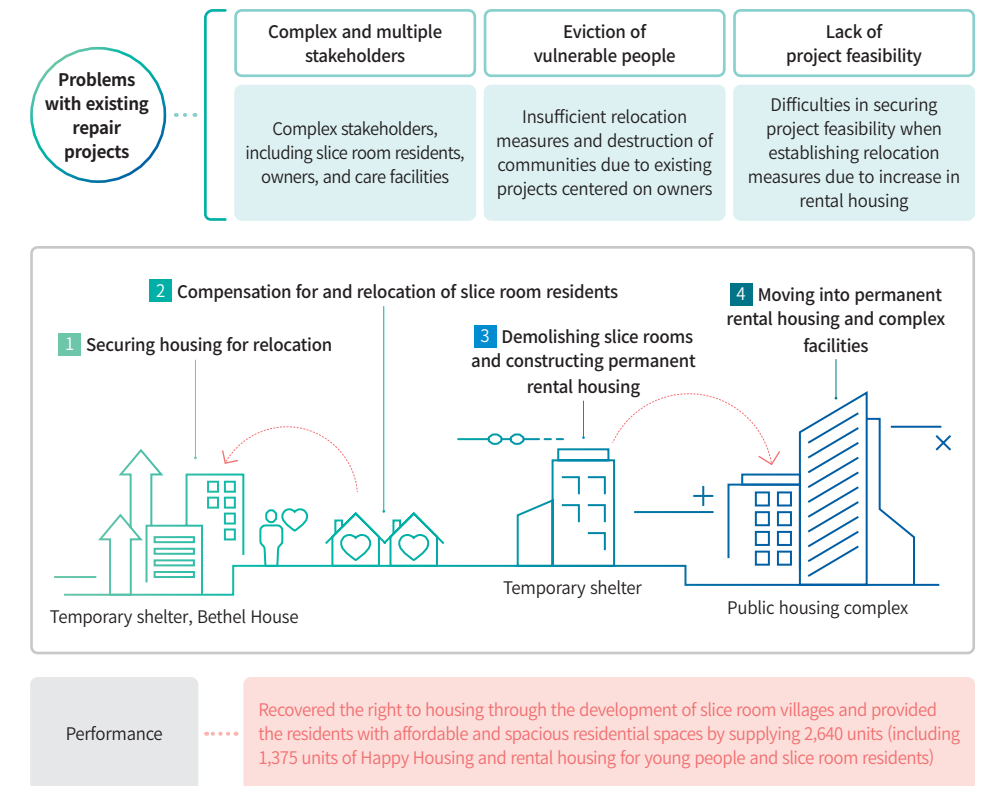 Problems
with existing
repair
projects
Complex and multiple
stakeholders
Complex stakeholders,
including slice room residents,
owners, and care facilities
Eviction of
vulnerable people
Insufficient relocation
measures and destruction of
communities due to existing
projects centered on owners
Lack of
project feasibility
Difficulties in securing
project feasibility when
establishing relocation
measures due to increase in
rental housing
1 Securing housing for relocation
2 Compensation for and relocation of slice room residents
3 Demolishing slice rooms
and constructing permanent
rental housing
4 Moving into permanent
rental housing and complex
facilities
Temporary shelter, Bethel House
Temporary shelter
Public housing complex
Performance
Recovered the right to housing through the development of slice room villages and provided
the residents with affordable and spacious residential spaces by supplying 2,640 units (including
1,375 units of Happy Housing and rental housing for young people and slice room residents)